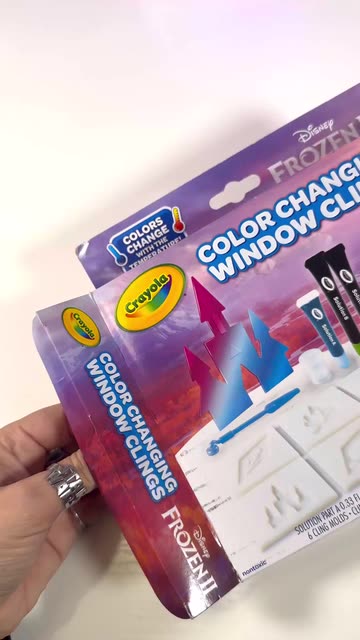 Disney
FROZEN II
COLORS
CHANGE
WITH THE
TEMPERATURE!
COLOR CHANGING
WINDOW CLINGS
Crayola
Crayola
COLOR CHANGING
WINDOW CLINGS
Disney
FROZEN II
Solution A
SOLUTION PART A 0.33
6 CLING MOLDS
nontoxic